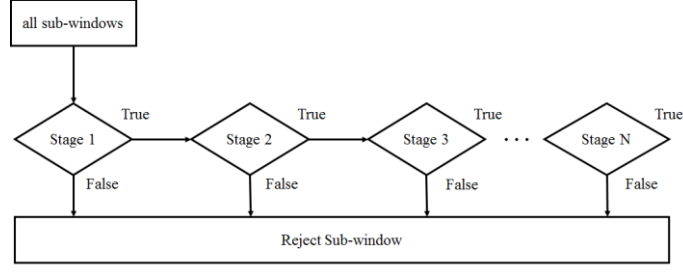 all sub-windows
True True True True
Stage 1 Stage 2 Stage 3 ... Stage N
False False False False
Reject Sub-window